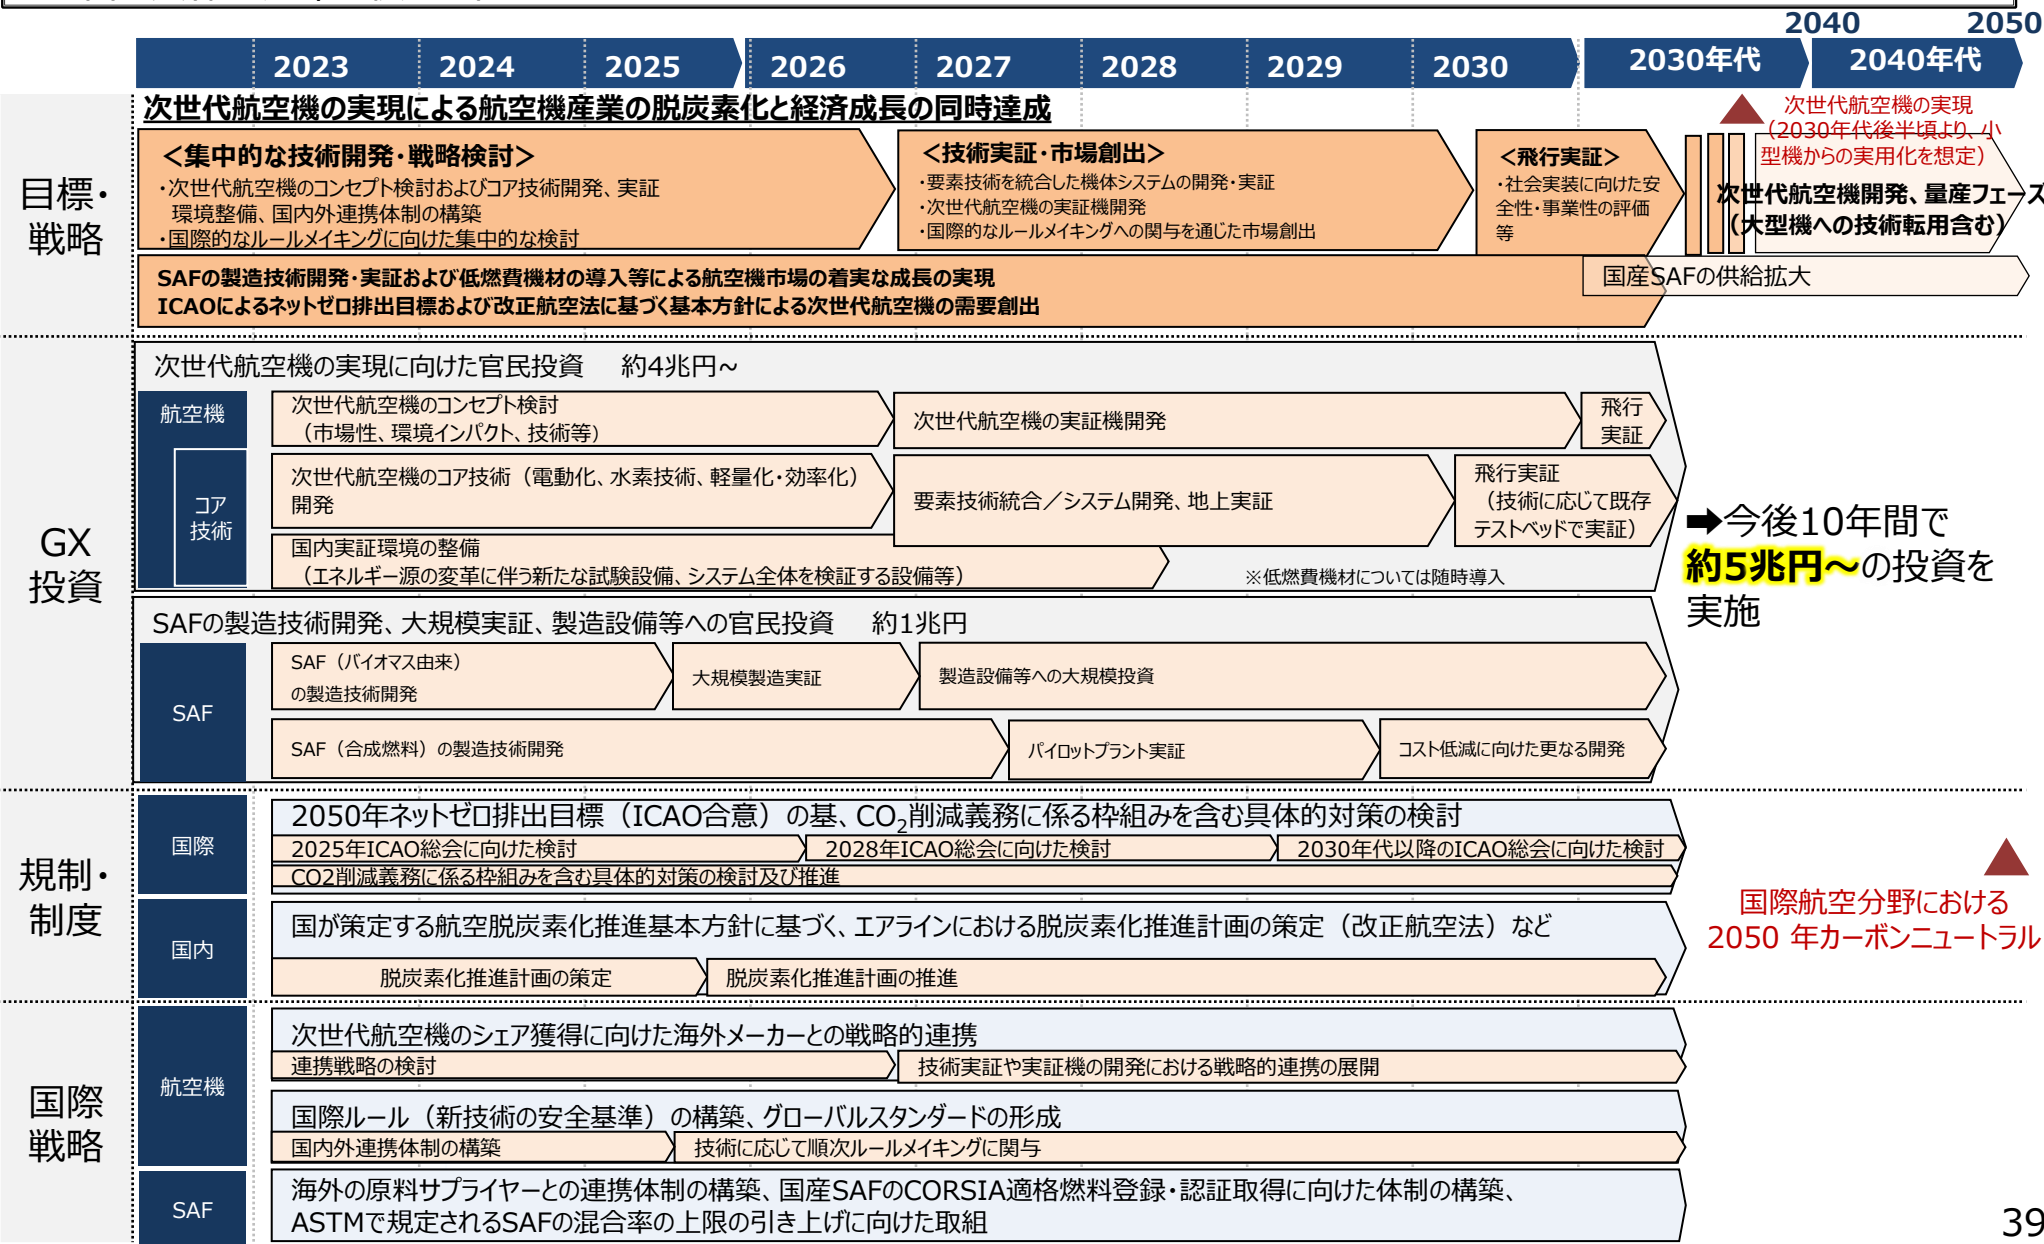 2040 2050
2023 2024 2025 2026 2027 2028 2029 2030 2030年代 2040年代
目標・
戦略
次世代航空機の実現による航空機産業の脱炭素化と経済成長の同時達成
＜集中的な技術開発・戦略検討＞
・次世代航空機のコンセプト検討およびコア技術開発、実証
環境整備、国内外連携体制の構築
・国際的なルールメイキングに向けた集中的な検討
＜技術実証・市場創出＞
・要素技術を統合した機体システムの開発・実証
・次世代航空機の実証機開発
・国際的なルールメイキングへの関与を通じた市場創出
＜飛行実証＞
・社会実装に向けた安
全性・事業性の評価
等
次世代航空機の実現
（2030年代後半頃より、小
型機からの実用化を想定）
次世代航空機開発、量産フェーズ
（大型機への技術転用含む）
SAFの製造技術開発・実証および低燃費機材の導入等による航空機市場の着実な成長の実現
ICAOによるネットゼロ排出目標および改正航空法に基づく基本方針による次世代航空機の需要創出
国産SAFの供給拡大
GX
投資
次世代航空機の実現に向けた官民投資 約4兆円~
航空機
次世代航空機のコンセプト検討
（市場性、環境インパクト、技術等）
次世代航空機の実証機開発
飛行
実証
コア
技術
次世代航空機のコア技術（電動化、水素技術、軽量化・効率化）
開発
要素技術統合／システム開発、地上実証
飛行実証
（技術に応じて既存
テストベッドで実証）
国内実証環境の整備
（エネルギー源の変革に伴う新たな試験設備、システム全体を検証する設備等）
※低燃費機材については随時導入
➡今後10年間で
約5兆円～の投資を
実施
SAFの製造技術開発、大規模実証、製造設備等への官民投資 約1兆円
SAF
SAF（バイオマス由来）
の製造技術開発
大規模製造実証
製造設備等への大規模投資
SAF（合成燃料）の製造技術開発
パイロットプラント実証
コスト低減に向けた更なる開発
規制・
制度
国際
2050年ネットゼロ排出目標（ICAO合意）の基、CO2削減義務に係る枠組みを含む具体的対策の検討
2025年ICAO総会に向けた検討
2028年ICAO総会に向けた検討
2030年代以降のICAO総会に向けた検討
CO2削減義務に係る枠組みを含む具体的対策の検討及び推進
国内
国が策定する航空脱炭素化推進基本方針に基づく、エアラインにおける脱炭素化推進計画の策定（改正航空法）など
脱炭素化推進計画の策定
脱炭素化推進計画の推進
国際航空分野における
2050 年カーボンニュートラル
国際
戦略
航空機
次世代航空機のシェア獲得に向けた海外メーカーとの戦略的連携
連携戦略の検討
技術実証や実証機の開発における戦略的連携の展開
国際ルール（新技術の安全基準）の構築、グローバルスタンダードの形成
国内外連携体制の構築
技術に応じて順次ルールメイキングに関与
SAF
海外の原料サプライヤーとの連携体制の構築、国産SAFのCORSIA適格燃料登録・認証取得に向けた体制の構築、
ASTMで規定されるSAFの混合率の上限の引き上げに向けた取組
39